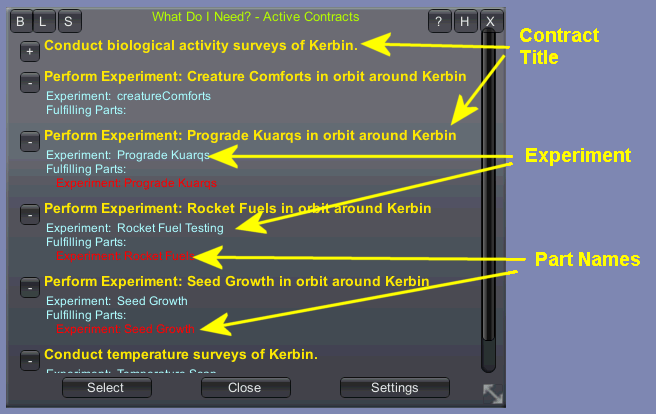 B L S What Do I Need? - Active Contracts ? H X
+ Conduct biological activity surveys of Kerbin.
Contract Title
- Perform Experiment: Creature Comforts in orbit around Kerbin
Experiment: creatureComforts
Fulfilling Parts:
- Perform Experiment: Prograde Kuarqs in orbit around Kerbin
Experiment: Prograde Kuarqs
Experiment
Fulfilling Parts:
Experiment: Prograde Kuarqs
- Perform Experiment: Rocket Fuels in orbit around Kerbin
Experiment: Rocket Fuel Testing
Fulfilling Parts:
Experiment: Rocket Fuels
Part Names
- Perform Experiment: Seed Growth in orbit around Kerbin
Experiment: Seed Growth
Fulfilling Parts:
Experiment: Seed Growth
- Conduct temperature surveys of Kerbin.
Experiment: Temperature Scan
Select Close Settings